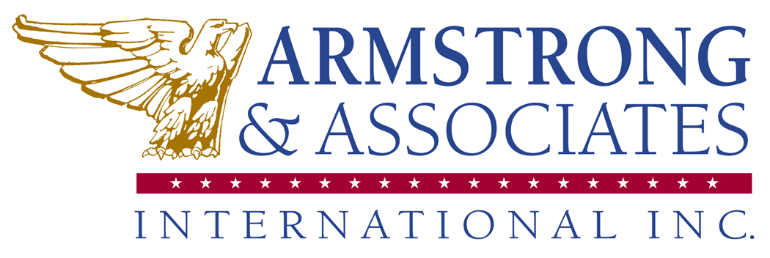 ARMSTRONG
& ASSOCIATES
INTERNATIONAL INC.